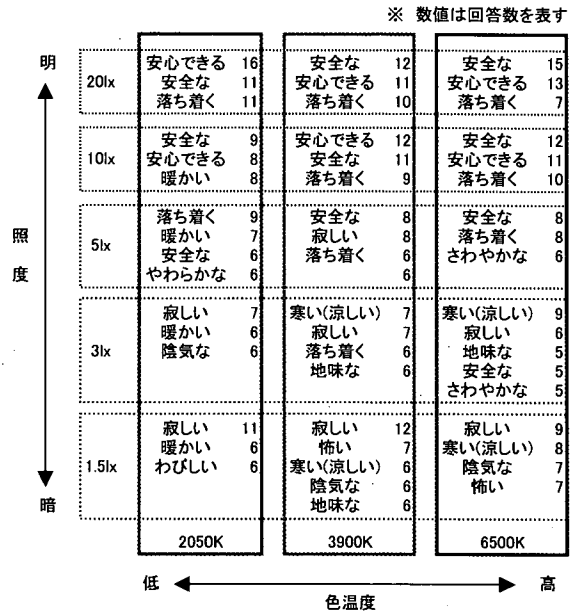 ※ 数値は回答数を表す
明
20lx
安心できる 16
安全な 11
落ち着く 11
安全な 12
安心できる 11
落ち着く 10
安全な 15
安心できる 13
落ち着く 7
10lx
安全な 9
安心できる 8
暖かい 8
安心できる 12
安全な 11
落ち着く 9
安全な 12
安心できる 11
落ち着く 10
照度
5lx
落ち着く 9
暖かい 7
安全な 6
やわらかな 6
安全な 8
寂しい 8
落ち着く 6
6
安全な 8
落ち着く 8
さわやかな 6
3lx
寂しい 7
暖かい 6
陰気な 6
寒い(涼しい) 7
寂しい 7
落ち着く 6
地味な 6
寒い(涼しい) 9
寂しい 6
地味な 5
安全な 5
さわやかな 5
1.5lx
寂しい 11
暖かい 6
わびしい 6
寂しい 12
怖い 7
寒い(涼しい) 6
陰気な 6
地味な 6
寂しい 9
寒い(涼しい) 8
陰気な 7
怖い 7
暗
2050K 3900K 6500K
低 高
色温度